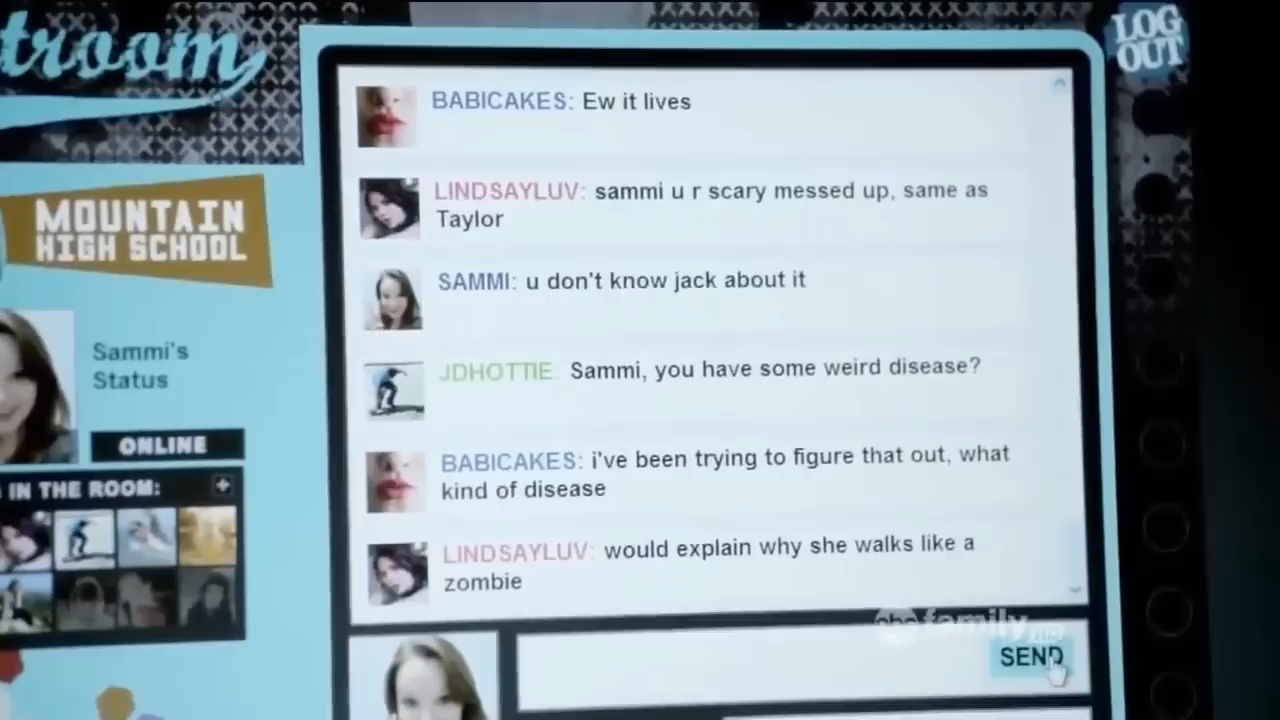 troom
LOG
OUT
BABICAKES: Ew it lives
LINDSAYLUV: sammi u r scary messed up, same as
Taylor
MOUNTAIN
HIGH SCHOOL
SAMMI: u don't know jack about it
Sammi's
Status
JDHOTTIE: Sammi, you have some weird disease?
ONLINE
BABICAKES: i've been trying to figure that out, what
kind of disease
IN THE ROOM: +
LINDSAYLUV: would explain why she walks like a
zombie
abc family HD
SEND